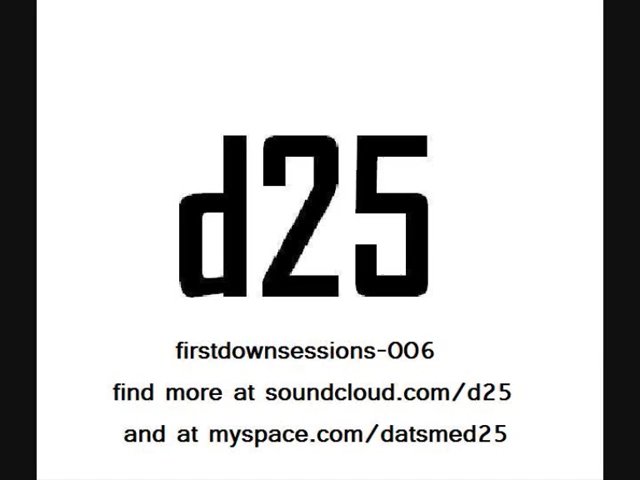 d25
firstdownsessions-006
find more at soundcloud.com/d25
and at myspace.com/datsmed25